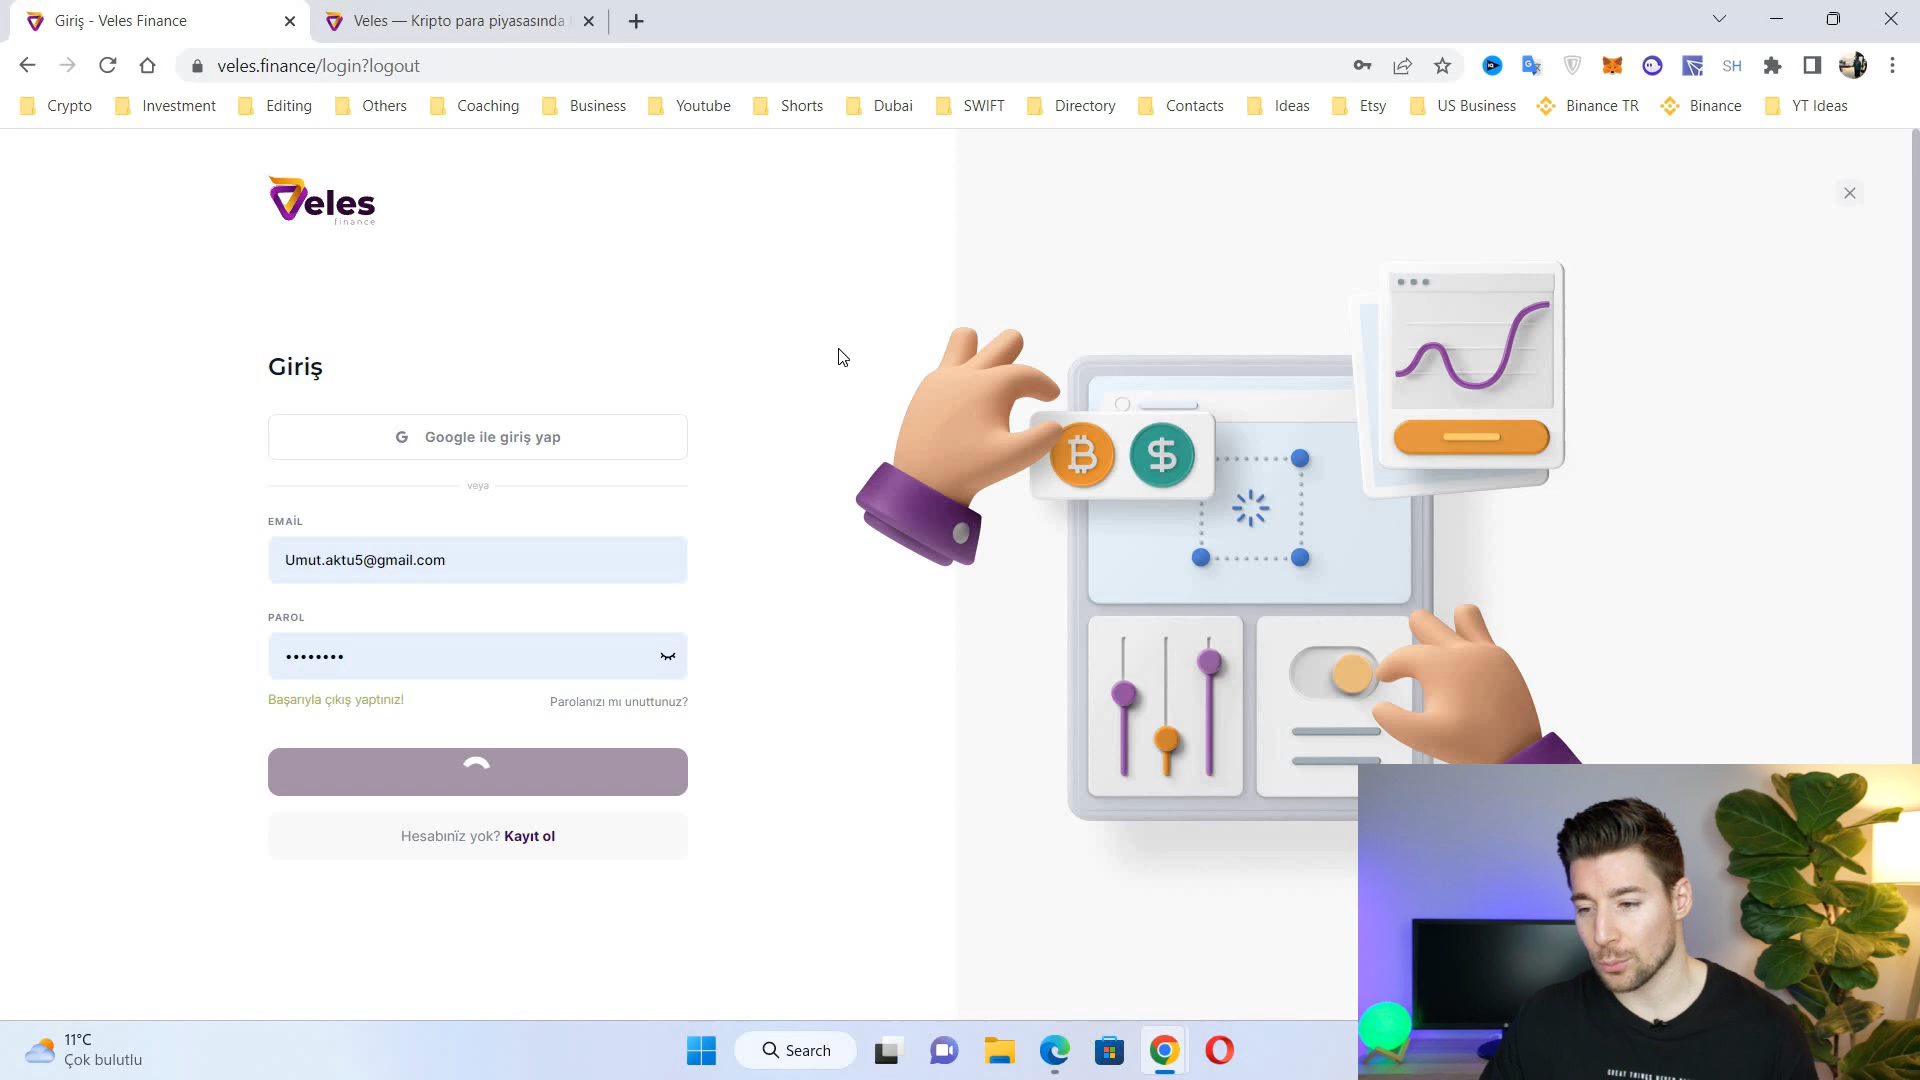 Giriş - Veles Finance
Veles — Kripto para piyasasında
veles.finance/login?logout
SH
Crypto
Investment
Editing
Others
Coaching
Business
Youtube
Shorts
Dubai
SWIFT
Directory
Contacts
Ideas
Etsy
US Business
Binance TR
Binance
YT Ideas
Veles
finance
Giriş
G Google ile giriş yap
veya
EMAİL
Umut.aktu5@gmail.com
PAROL
Başarıyla çıkış yaptınız!
Parolanızı mı unuttunuz?
Hesabınïz yok? Kayıt ol
11°C
Çok bulutlu
Search